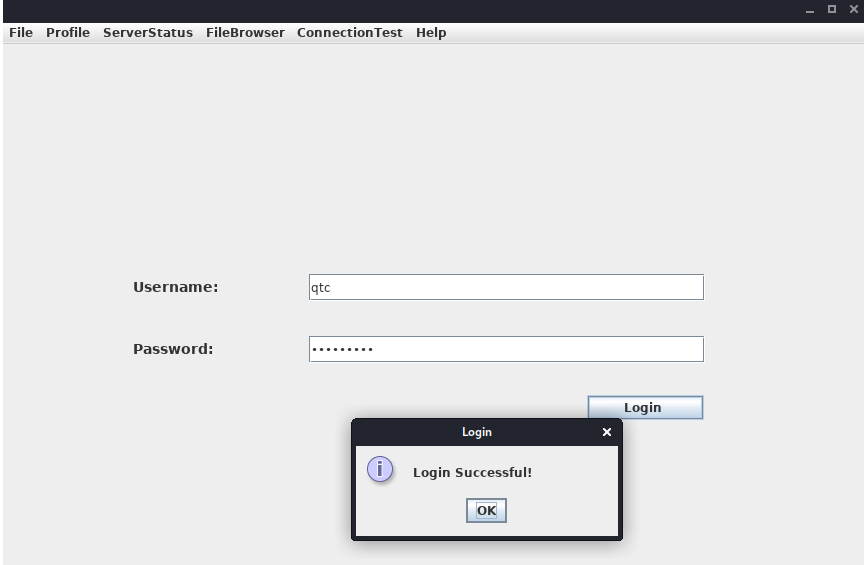 File Profile ServerStatus FileBrowser ConnectionTest Help
Username: qtc
Password: •••••••••
Login
Login
i
Login Successful!
OK